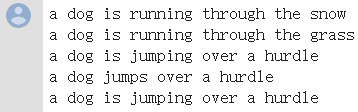 a dog is running through the snow
a dog is running through the grass
a dog is jumping over a hurdle
a dog jumps over a hurdle
a dog is jumping over a hurdle